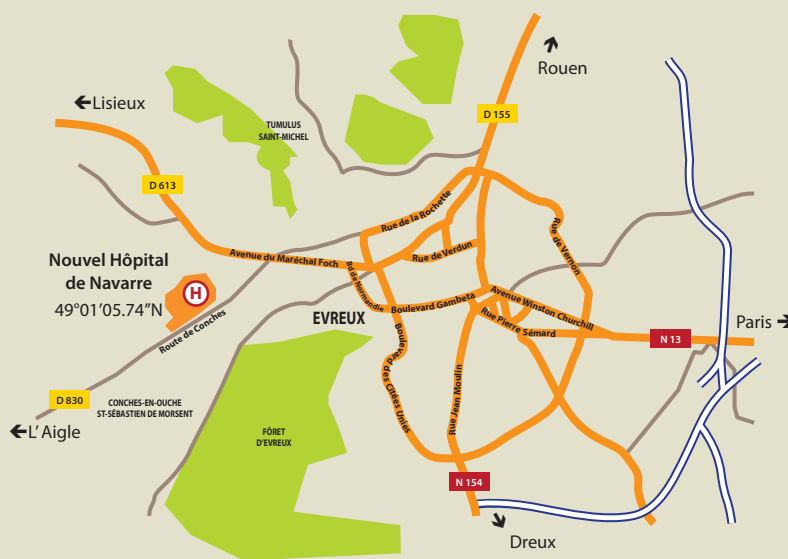 Rouen
←Lisieux
D 155
TUMULUS
SAINT-MICHEL
D 613
Rue de la Rochette
Rue de Vernon
Avenue du Maréchal Foch
Rue de Verdun
Nouvel Hôpital
de Navarre
49°01’05.74’’N
H
Bd de Normandie
Boulevard Gambeta
Avenue Winston Churchill
EVREUX
Rue Pierre Sémard
Paris →
N 13
Route de Conches
Boulevard des Citées Unies
Rue Jean Moulin
D 830
CONCHES-EN-OUCHE
ST-SÉBASTIEN DE MORSENT
←L’Aigle
FÔRET
D’EVREUX
N 154
Dreux